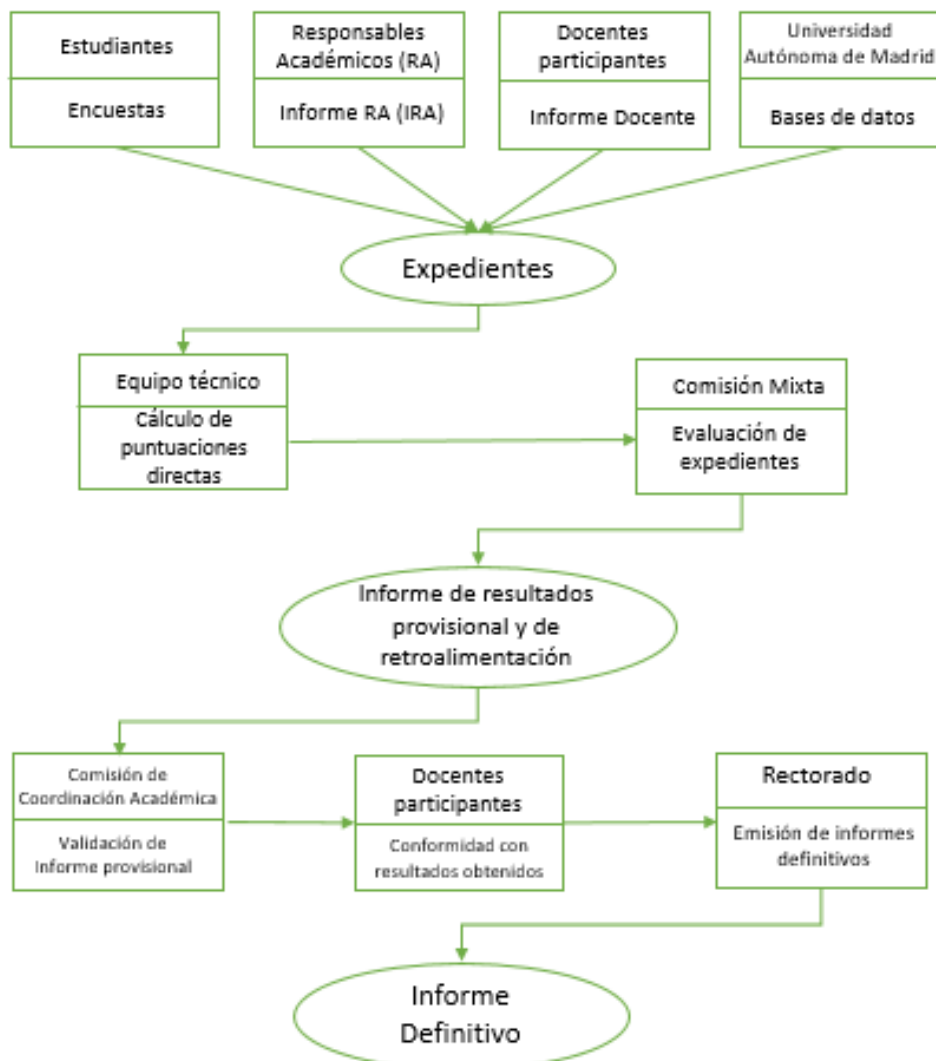 Estudiantes
Encuestas
Responsables
Académicos (RA)
Informe RA (IRA)
Docentes
participantes
Informe Docente
Universidad
Autónoma de Madrid
Bases de datos
Expedientes
Equipo técnico
Cálculo de
puntuaciones
directas
Comisión Mixta
Evaluación de
expedientes
Informe de resultados
provisional y de
retroalimentación
Comisión de
Coordinación Académica
Validación de
Informe provisional
Docentes
participantes
Conformidad con
resultados obtenidos
Rectorado
Emisión de informes
definitivos
Informe
Definitivo